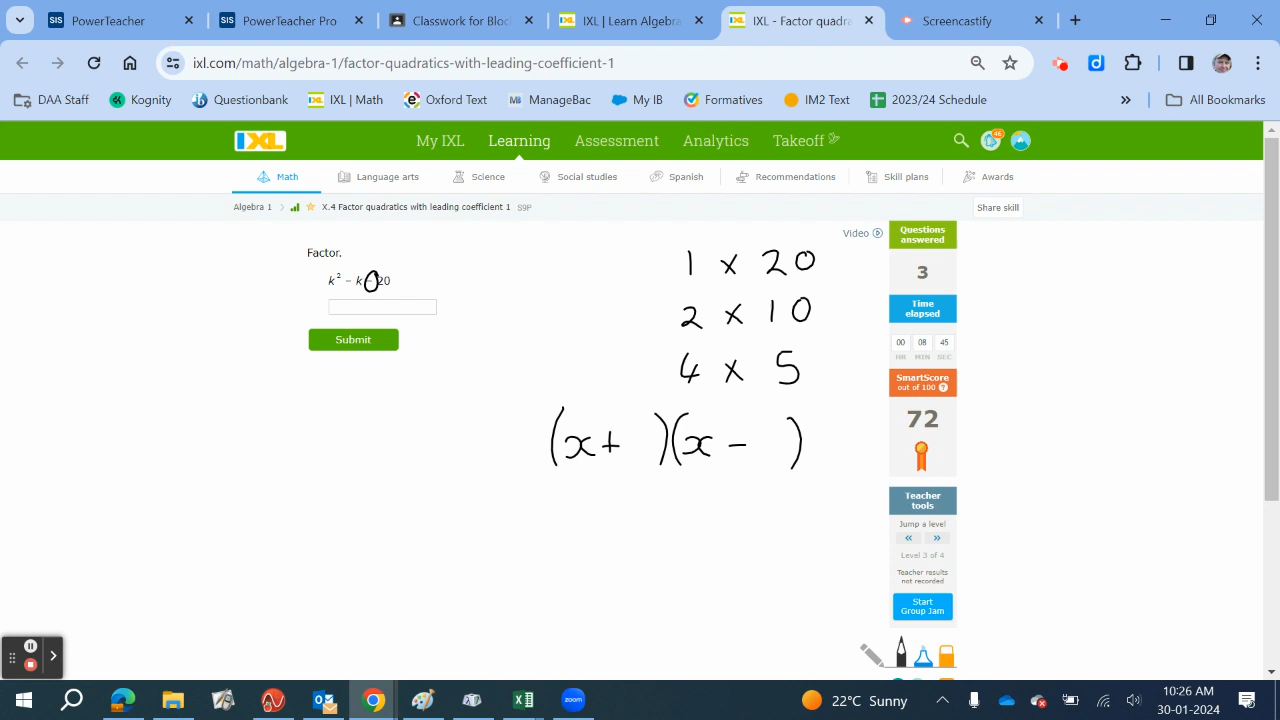 PowerTeacher
PowerTeacher Pro
Classwork for Block
IXL | Learn Algebra
IXL - Factor quadra
Screencastify
ixl.com/math/algebra-1/factor-quadratics-with-leading-coefficient-1
DAA Staff
Kognity
Questionbank
IXL | Math
Oxford Text
ManageBac
My IB
Formatives
IM2 Text
2023/24 Schedule
»
All Bookmarks
IXL
My IXL
Learning
Assessment
Analytics
Takeoff
46
Math
Language arts
Science
Social studies
Spanish
Recommendations
Skill plans
Awards
Algebra 1 > X.4 Factor quadratics with leading coefficient 1 S9P
Share skill
Video
Factor.
k² − k − 20
Submit
1 x 20
2 x 10
4 x 5
(x+ )(x − )
Questions
answered
3
Time
elapsed
00 08 45
HR MIN SEC
SmartScore
out of 100 ?
72
Teacher
tools
Jump a level
« »
Level 3 of 4
Teacher results
not recorded
Start
Group Jam
zoom
22°C Sunny
10:26 AM
30-01-2024